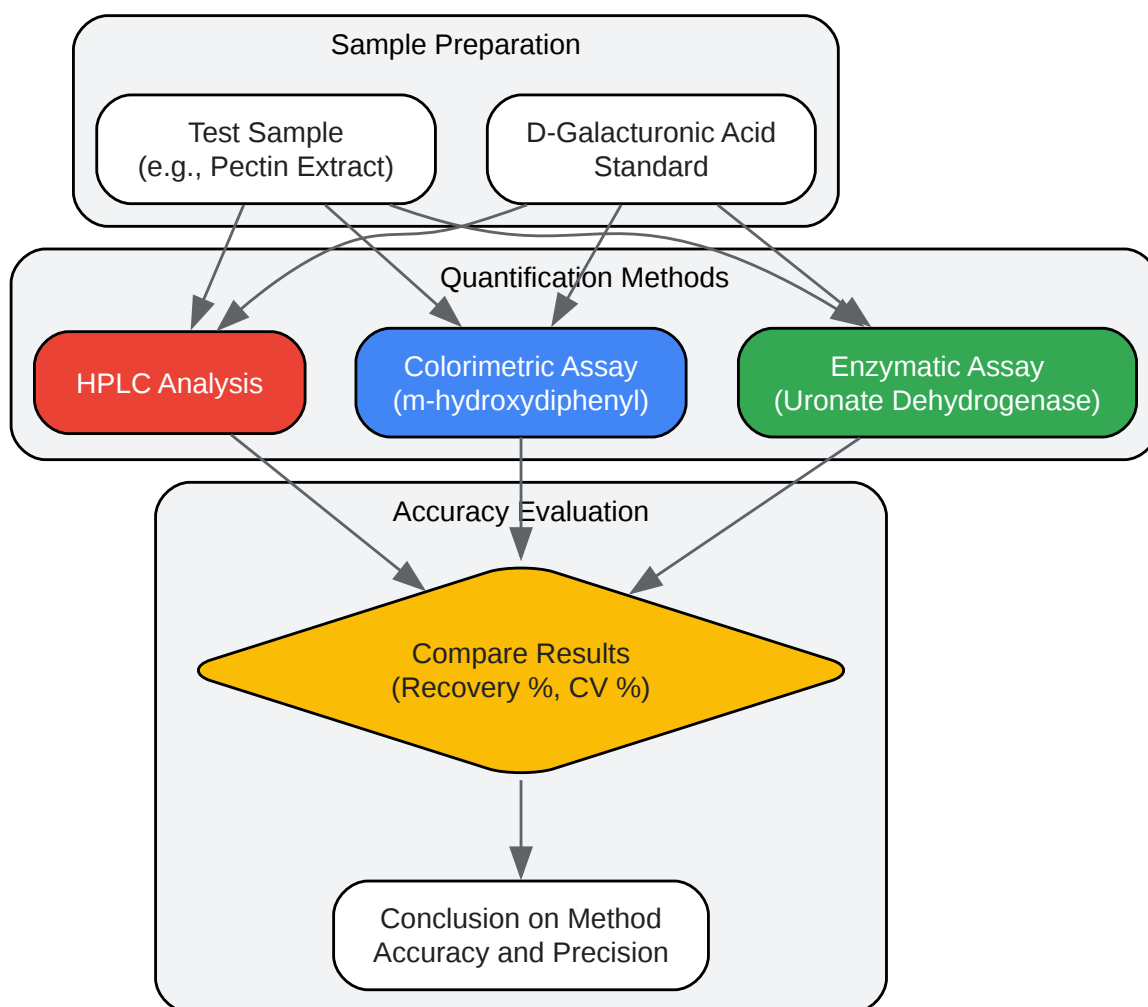 Sample Preparation
Test Sample
(e.g., Pectin Extract)
D-Galacturonic Acid
Standard
Quantification Methods
HPLC Analysis
Colorimetric Assay
(m-hydroxydiphenyl)
Enzymatic Assay
(Uronate Dehydrogenase)
Accuracy Evaluation
Compare Results
(Recovery %, CV %)
Conclusion on Method
Accuracy and Precision